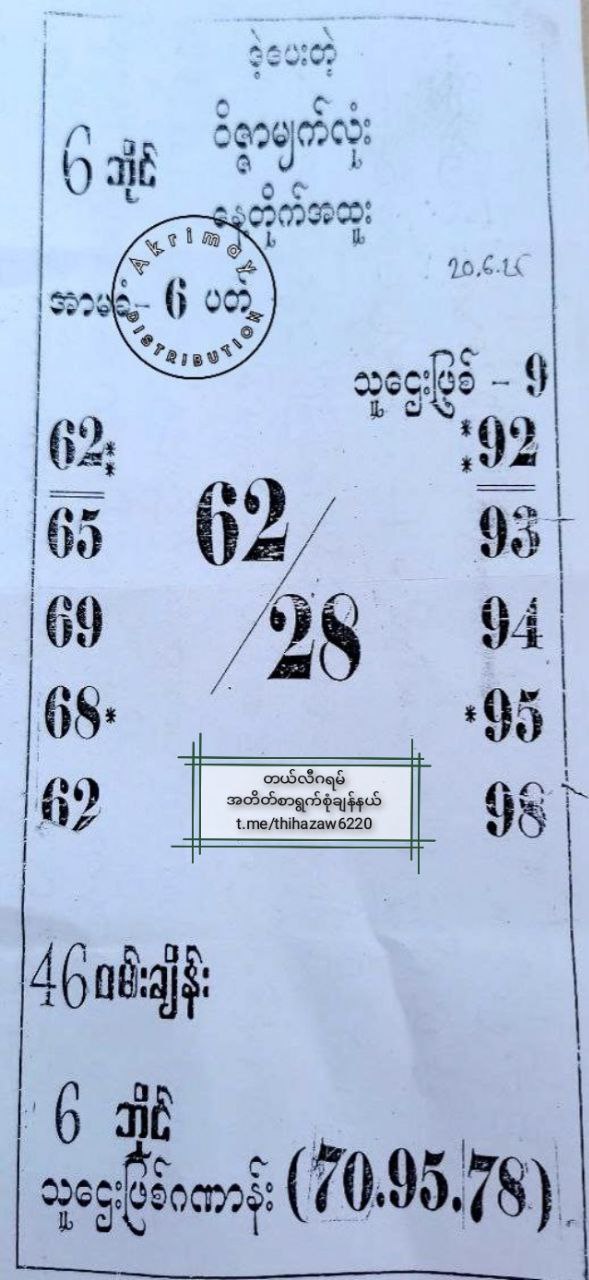 ဒဲ့ပေးတဲ့
6 ဘိုင် ဝိဇ္ဇာမျက်လုံး
နေ့တိုက်အထူး
Akrimoy
DISTRIBUTION
20.6.25
အာမခံ- 6 ပတ်
သူဌေးဖြစ် - 9
62** **92
65 93
69 94
68* *95
62 98
62/28
တယ်လီဂရမ်
အတိတ်စာရွက်စုံချန်နယ်
t.me/thihazaw6220
46 ဝမ်းချိန်း
6 ဘိုင်
သူဌေးဖြစ်ဂဏာန်း (70.95.78)